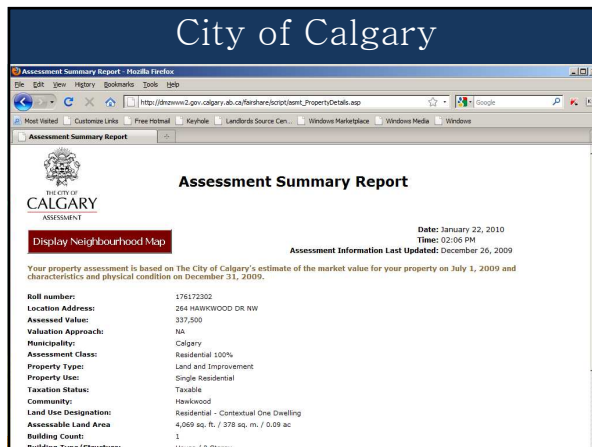 City of Calgary
Assessment Summary Report - Mozilla Firefox
File Edit View History Bookmarks Tools Help
http://dmzwww2.gov.calgary.ab.ca/fairshare/script/asmt_PropertyDetails.asp
Google
Most Visited Customize Links Free Hotmail Keyhole Landlords Source Cen... Windows Marketplace Windows Media Windows
Assessment Summary Report
THE CITY OF
CALGARY
ASSESSMENT
Assessment Summary Report
Display Neighbourhood Map
Date: January 22, 2010
Time: 02:06 PM
Assessment Information Last Updated: December 26, 2009
Your property assessment is based on The City of Calgary's estimate of the market value for your property on July 1, 2009 and
characteristics and physical condition on December 31, 2009.
Roll number: 176172302
Location Address: 264 HAWKWOOD DR NW
Assessed Value: 337,500
Valuation Approach: NA
Municipality: Calgary
Assessment Class: Residential 100%
Property Type: Land and Improvement
Property Use: Single Residential
Taxation Status: Taxable
Community: Hawkwood
Land Use Designation: Residential - Contextual One Dwelling
Assessable Land Area 4,069 sq. ft. / 378 sq. m. / 0.09 ac
Building Count: 1